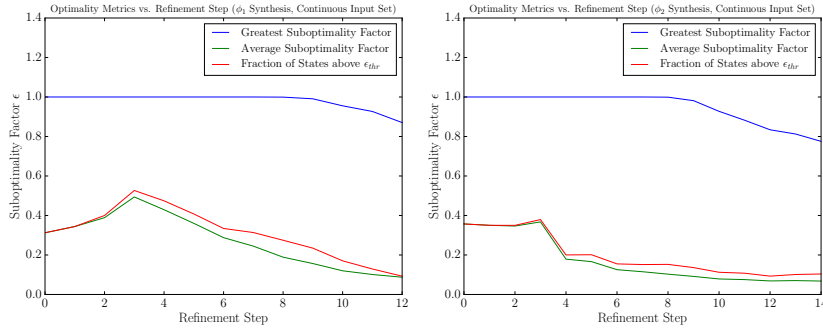 Optimality Metrics vs. Refinement Step (ϕ₁ Synthesis, Continuous Input Set)
1.4
1.2
1.0
0.8
0.6
0.4
0.2
0.0
Suboptimality Factor ϵ
Greatest Suboptimality Factor
Average Suboptimality Factor
Fraction of States above ϵ_thr
0 2 4 6 8 10 12
Refinement Step
Optimality Metrics vs. Refinement Step (ϕ₂ Synthesis, Continuous Input Set)
1.4
1.2
1.0
0.8
0.6
0.4
0.2
0.0
Suboptimality Factor ϵ
Greatest Suboptimality Factor
Average Suboptimality Factor
Fraction of States above ϵ_thr
0 2 4 6 8 10 12 14
Refinement Step